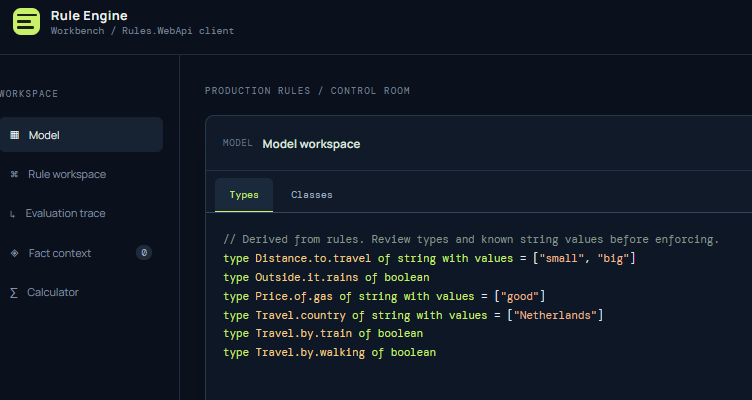 Rule Engine
Workbench / Rules.WebApi client
WORKSPACE
PRODUCTION RULES / CONTROL ROOM
Model
MODEL Model workspace
Rule workspace
Types Classes
Evaluation trace
Fact context 0
Calculator
// Derived from rules. Review types and known string values before enforcing.
type Distance.to.travel of string with values = ["small", "big"]
type Outside.it.rains of boolean
type Price.of.gas of string with values = ["good"]
type Travel.country of string with values = ["Netherlands"]
type Travel.by.train of boolean
type Travel.by.walking of boolean